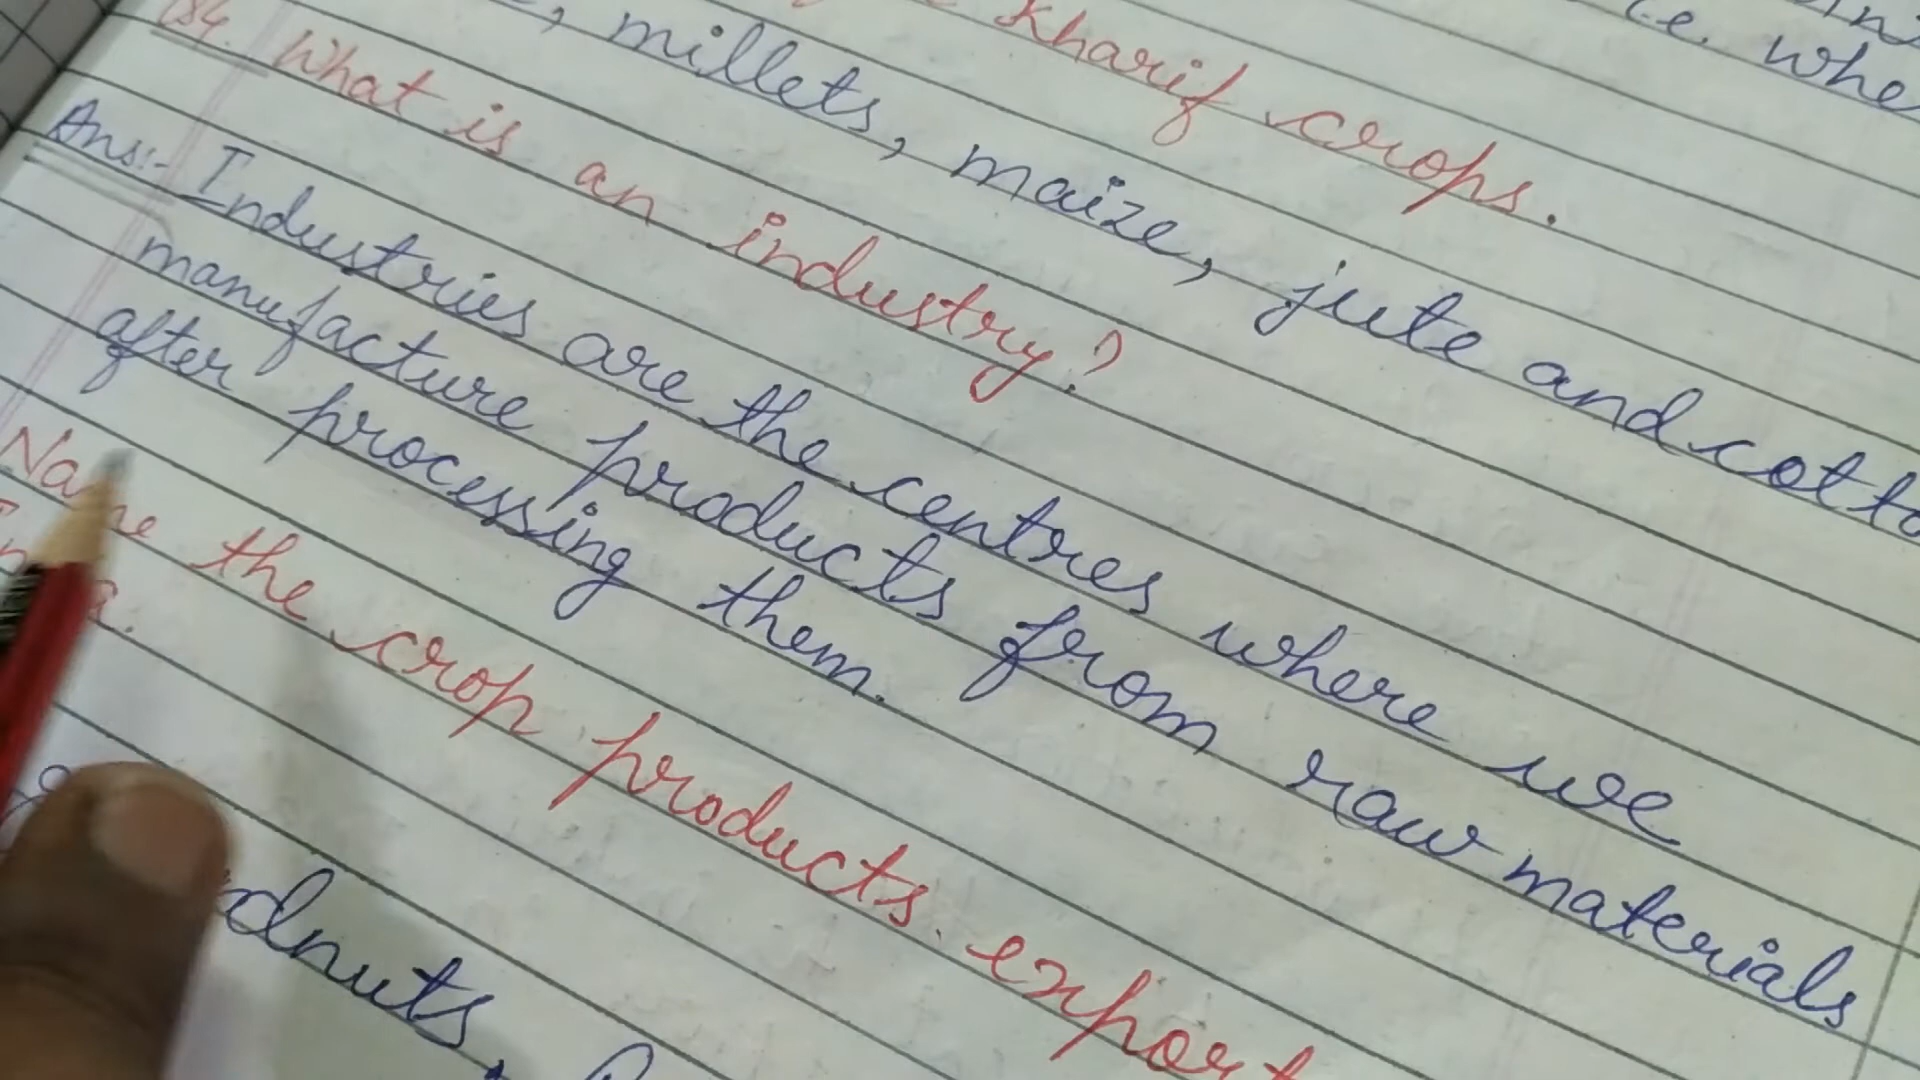 i.e. whe
Kharif crops.
, millets, maize, jute and cotto
Q4. What is an industry?
Ans:- Industries are the centres where we
manufacture products from raw materials
after processing them.
Name the crop products export
dnuts,